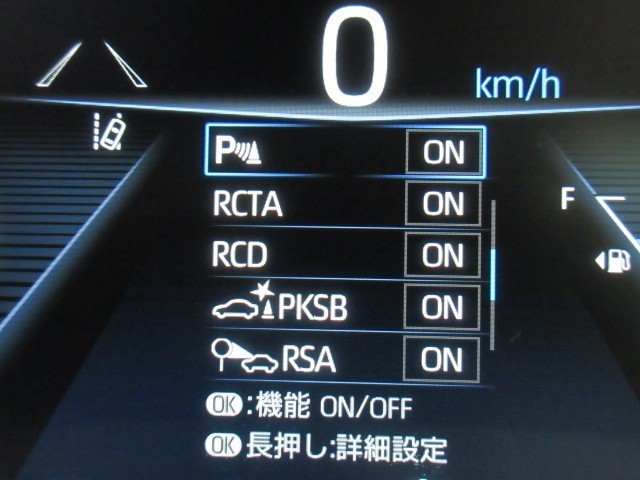 0
km/h
P ON
RCTA ON
F
RCD ON
PKSB ON
RSA ON
OK:機能 ON/OFF
OK長押し:詳細設定